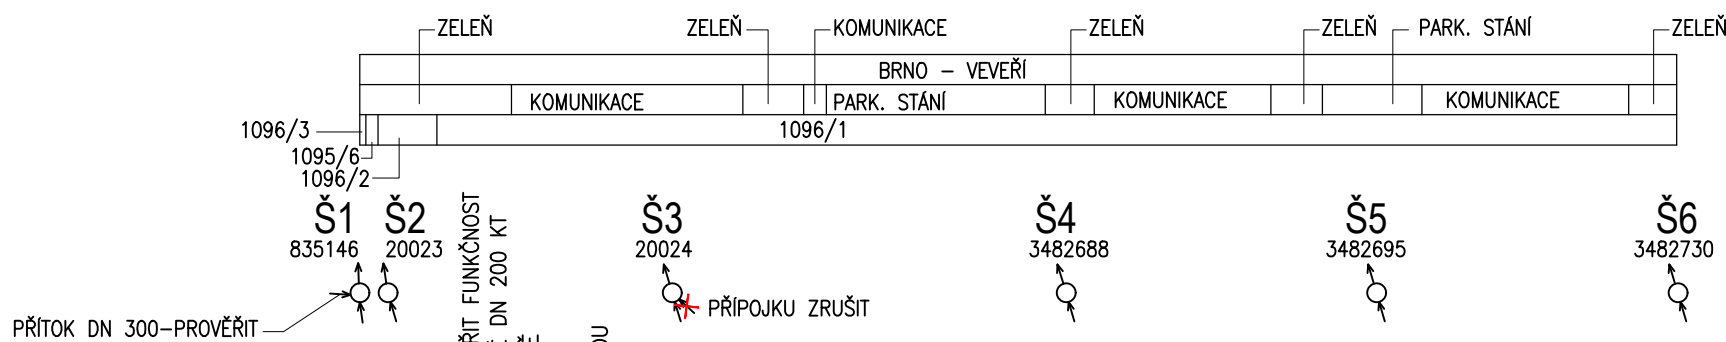 ZELEŇ ZELEŇ KOMUNIKACE ZELEŇ ZELEŇ PARK. STÁNÍ ZELEŇ
BRNO - VEVEŘÍ
KOMUNIKACE PARK. STÁNÍ KOMUNIKACE KOMUNIKACE
1096/3 1096/1
1095/6
1096/2
Š1 Š2 Š3 Š4 Š5 Š6
835146 20023 20024 3482688 3482695 3482730
PŘÍPOJKU ZRUŠIT
PŘÍTOK DN 300-PROVĚŘIT
FUNKČNOST
DN 200 KT